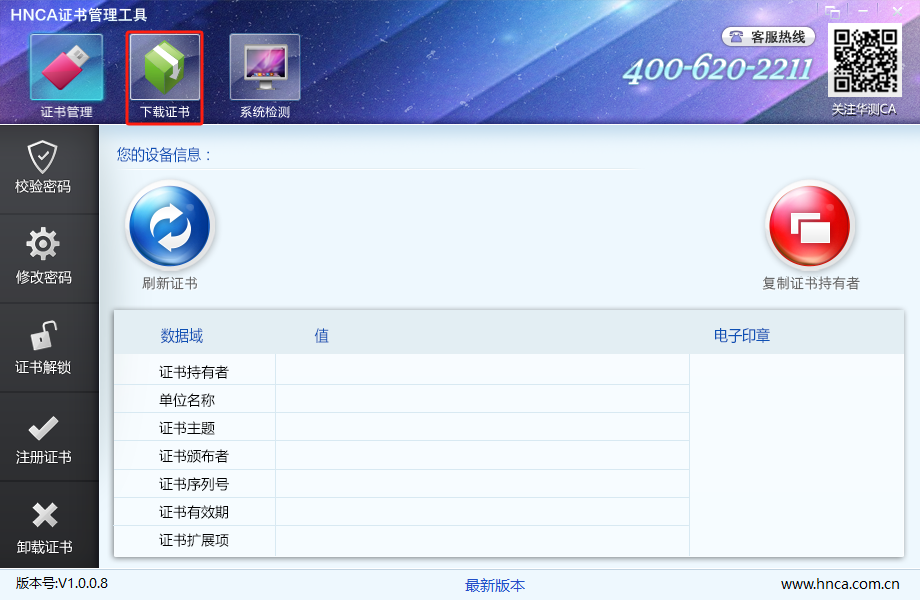 HNCA证书管理工具
客服热线
400-620-2211
证书管理
下载证书
系统检测
关注华测CA
校验密码
修改密码
证书解锁
注册证书
卸载证书
您的设备信息：
刷新证书
复制证书持有者
数据域 值 电子印章
证书持有者
单位名称
证书主题
证书颁布者
证书序列号
证书有效期
证书扩展项
版本号:V1.0.0.8 最新版本 www.hnca.com.cn